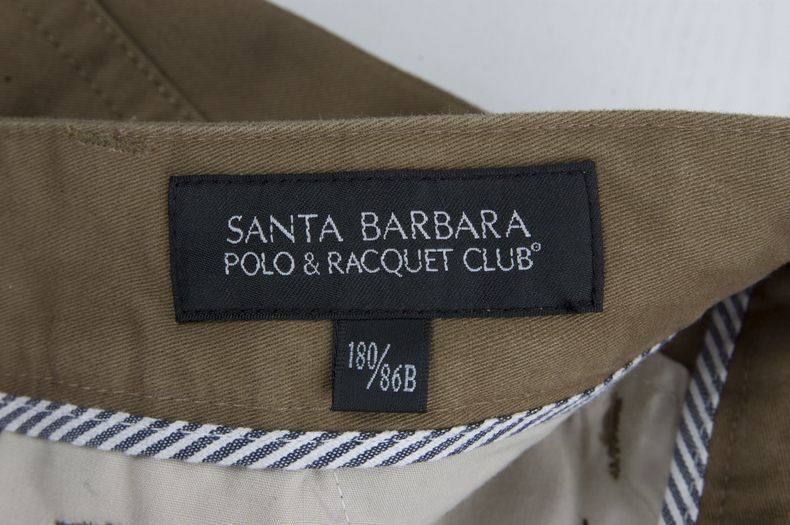 SANTA BARBARA
POLO & RACQUET CLUB®
180/86B